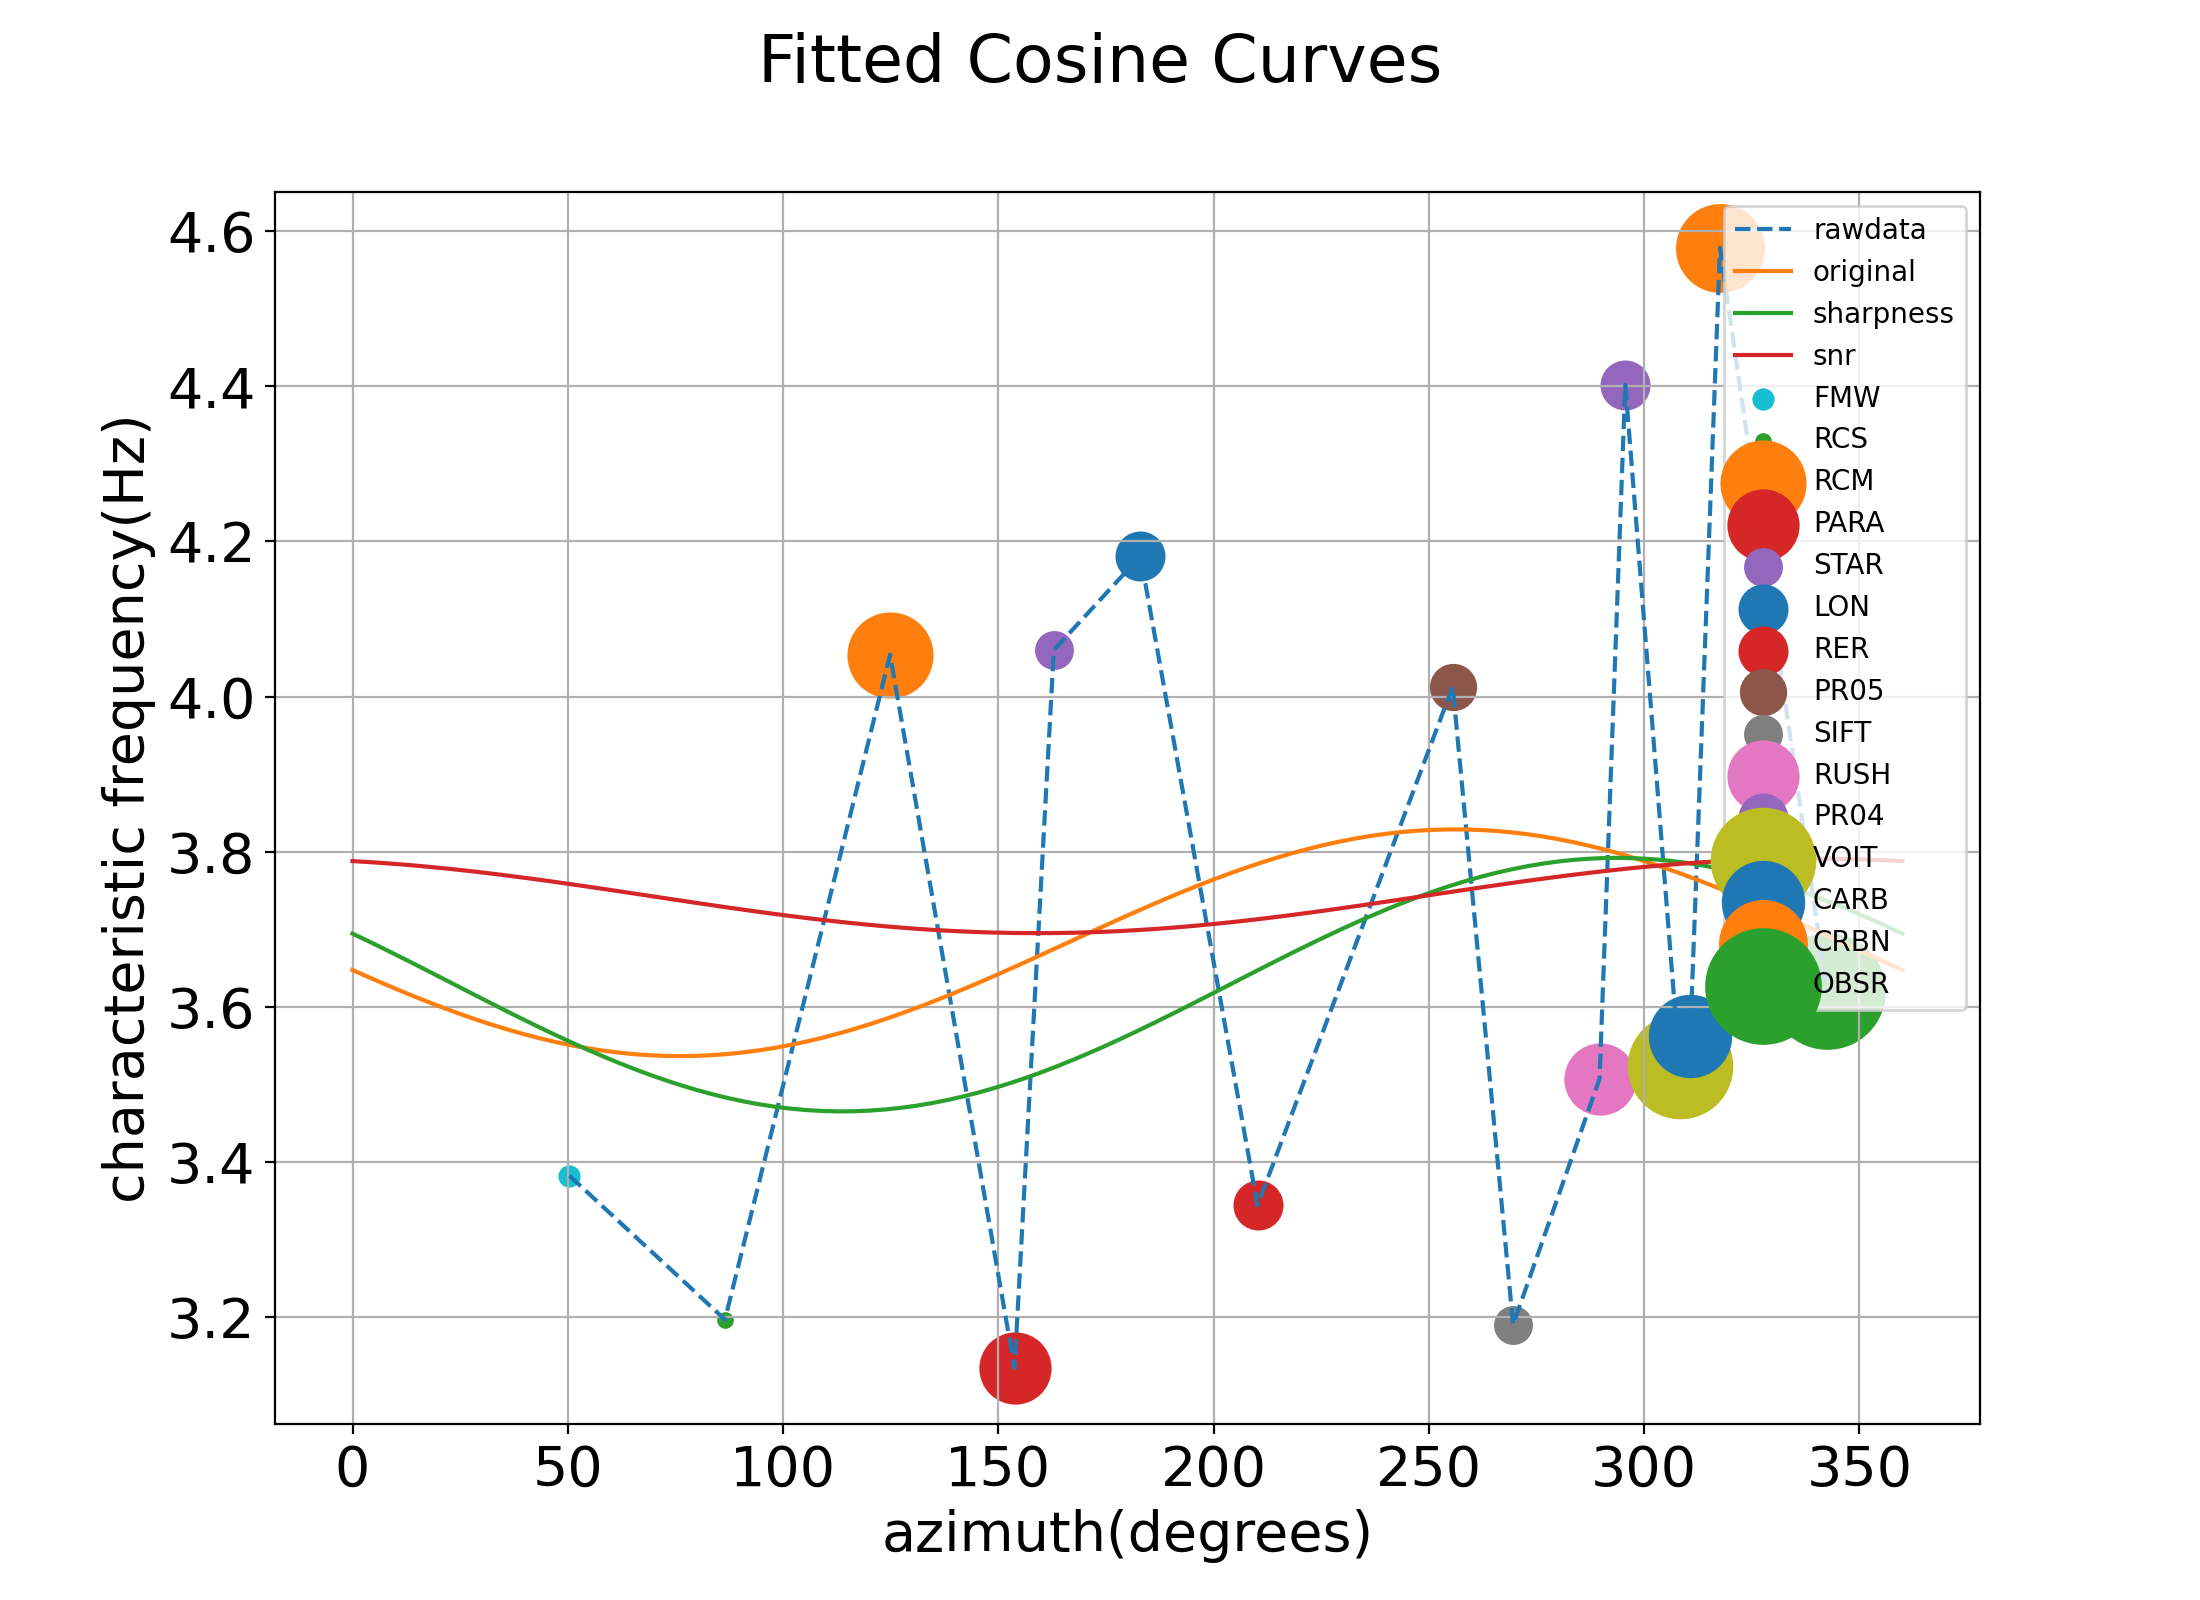 Fitted Cosine Curves
characteristic frequency(Hz)
4.6
4.4
4.2
4.0
3.8
3.6
3.4
3.2
rawdata
original
sharpness
snr
FMW
RCS
RCM
PARA
STAR
LON
RER
PR05
SIFT
RUSH
PR04
VOIT
CARB
CRBN
OBSR
0 50 100 150 200 250 300 350
azimuth(degrees)